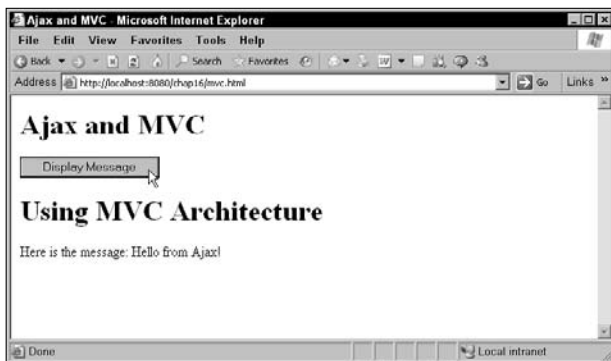 Ajax and MVC - Microsoft Internet Explorer
File Edit View Favorites Tools Help
Back Search Favorites
Address http://localhost:8080/chap16/mvc.html Go Links »
Ajax and MVC
Display Message
Using MVC Architecture
Here is the message: Hello from Ajax!
Done Local intranet